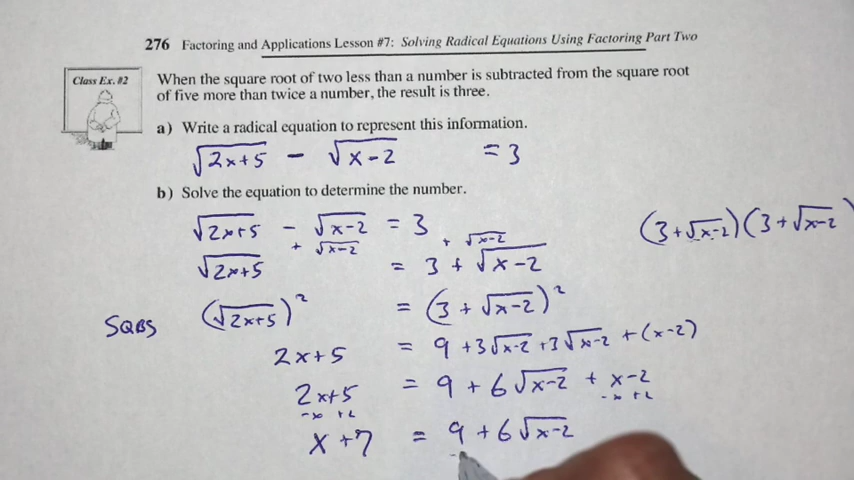 276 Factoring and Applications Lesson #7: Solving Radical Equations Using Factoring Part Two
Class Ex. #2
When the square root of two less than a number is subtracted from the square root
of five more than twice a number, the result is three.
a) Write a radical equation to represent this information.
√(2x+5) − √(x−2) = 3
b) Solve the equation to determine the number.
√(2x+5) − √(x−2) = 3
+ √(x−2) + √(x−2)
(3+√(x−2))(3+√(x−2)
√(2x+5) = 3 + √(x−2)
SQBS (√(2x+5))² = (3 + √(x−2))²
2x+5 = 9 + 3√(x−2) + 3√(x−2) + (x−2)
2x+5 = 9 + 6√(x−2) + x−2
−x +2 −x +2
x + 7 = 9 + 6√(x−2)
−